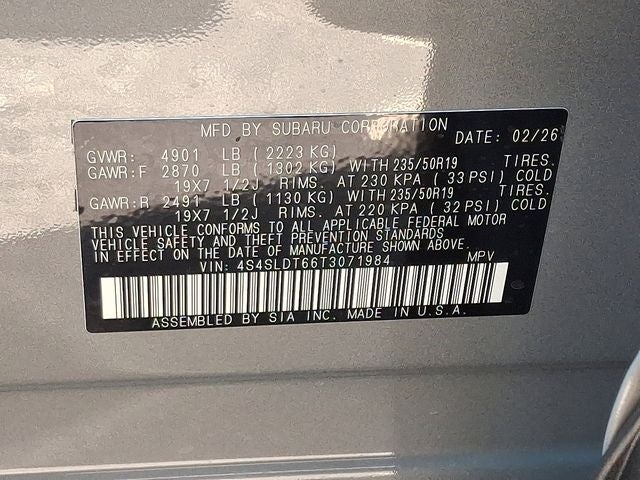 MFD BY SUBARU CORPORATION DATE: 02/26
GVWR: 4901 LB ( 2223 KG)
GAWR:F 2870 LB ( 1302 KG) WITH 235/50R19 TIRES.
19X7 1/2J RIMS. AT 230 KPA ( 33 PSI) COLD
GAWR:R 2491 LB ( 1130 KG) WITH 235/50R19 TIRES.
19X7 1/2J RIMS. AT 220 KPA ( 32 PSI) COLD
THIS VEHICLE CONFORMS TO ALL APPLICABLE FEDERAL MOTOR
VEHICLE SAFETY AND THEFT PREVENTION STANDARDS
IN EFFECT ON THE DATE OF MANUFACTURE SHOWN ABOVE.
VIN: 4S4SLDT66T3071984 MPV
ASSEMBLED BY SIA INC. MADE IN U.S.A.